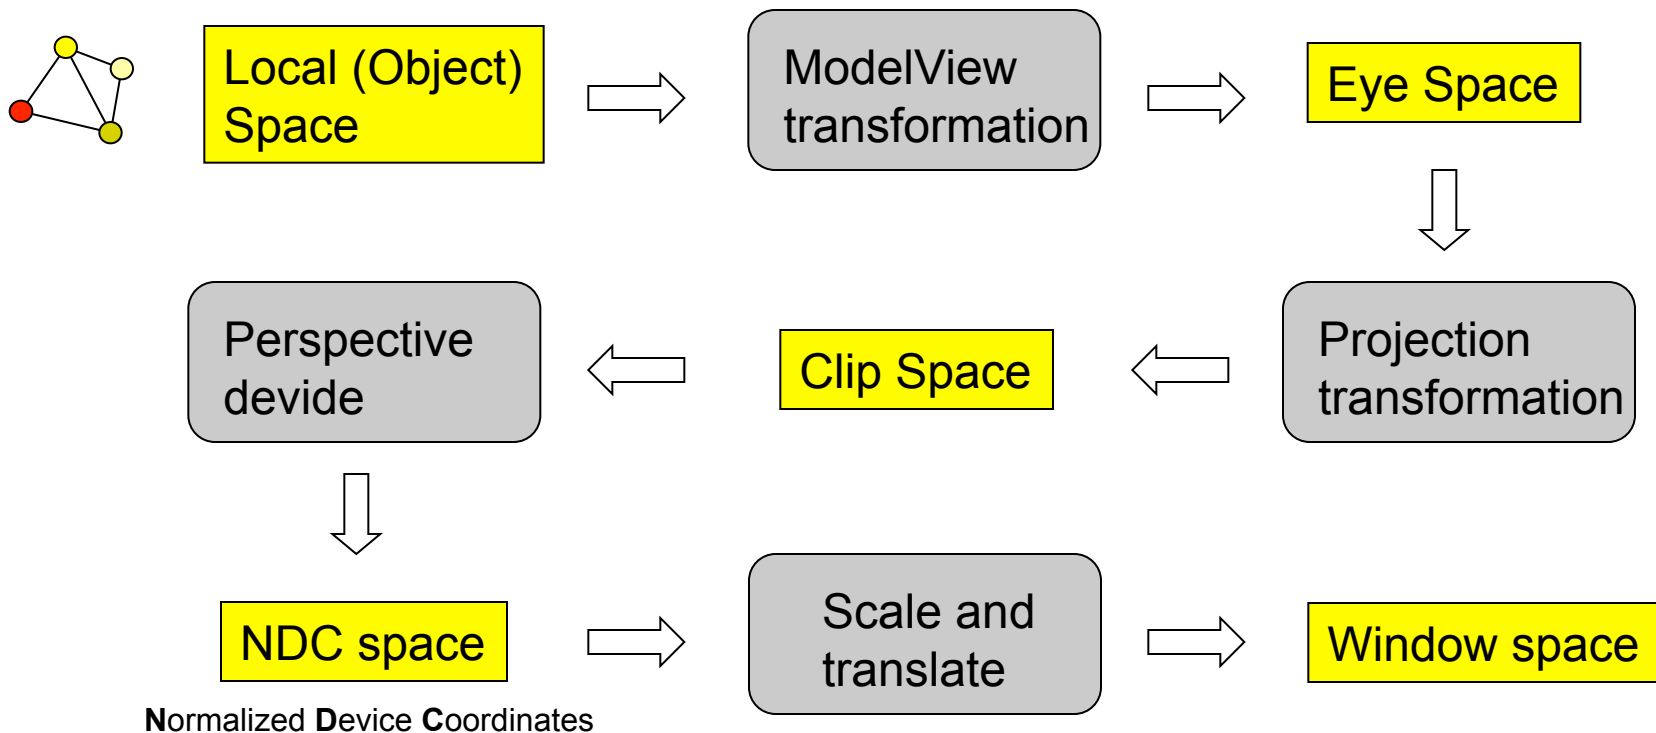 Local (Object)
Space
ModelView
transformation
Eye Space
Projection
transformation
Clip Space
Perspective
devide
NDC space
Normalized Device Coordinates
Scale and
translate
Window space